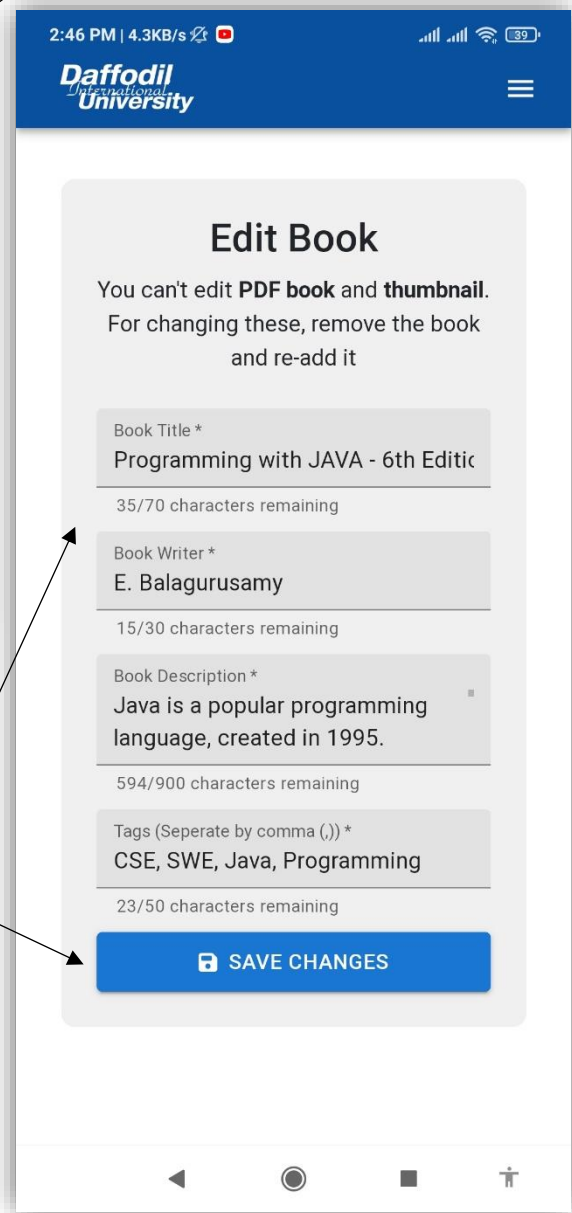 2:46 PM | 4.3KB/s 39
Daffodil
International
University
Edit Book
You can't edit PDF book and thumbnail.
For changing these, remove the book
and re-add it
Book Title *
Programming with JAVA - 6th Editic
35/70 characters remaining
Book Writer *
E. Balagurusamy
15/30 characters remaining
Book Description *
Java is a popular programming
language, created in 1995.
594/900 characters remaining
Tags (Seperate by comma (,)) *
CSE, SWE, Java, Programming
23/50 characters remaining
SAVE CHANGES